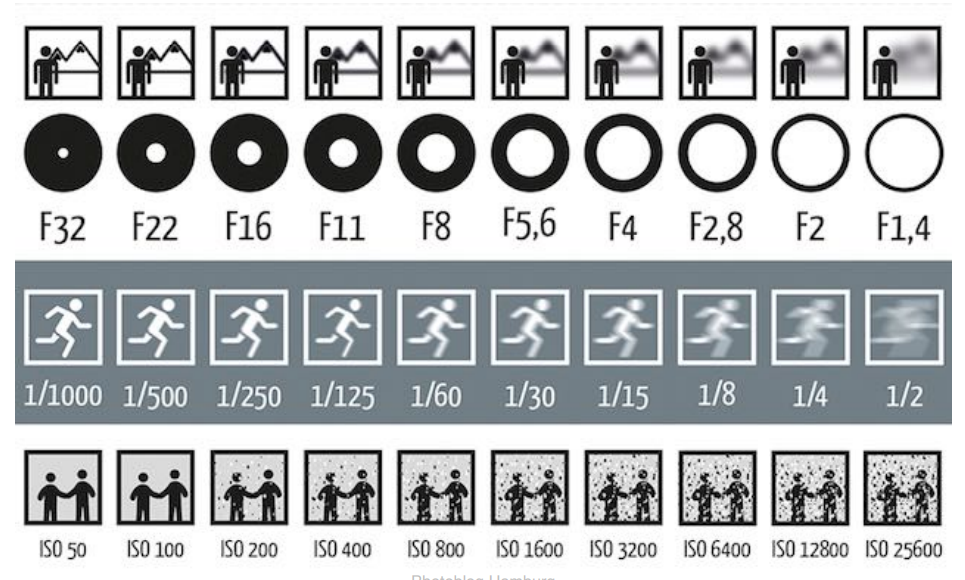 F32 F22 F16 F11 F8 F5,6 F4 F2,8 F2 F1,4
1/1000 1/500 1/250 1/125 1/60 1/30 1/15 1/8 1/4 1/2
ISO 50 ISO 100 ISO 200 ISO 400 ISO 800 ISO 1600 ISO 3200 ISO 6400 ISO 12800 ISO 25600
Photoblog Hamburg